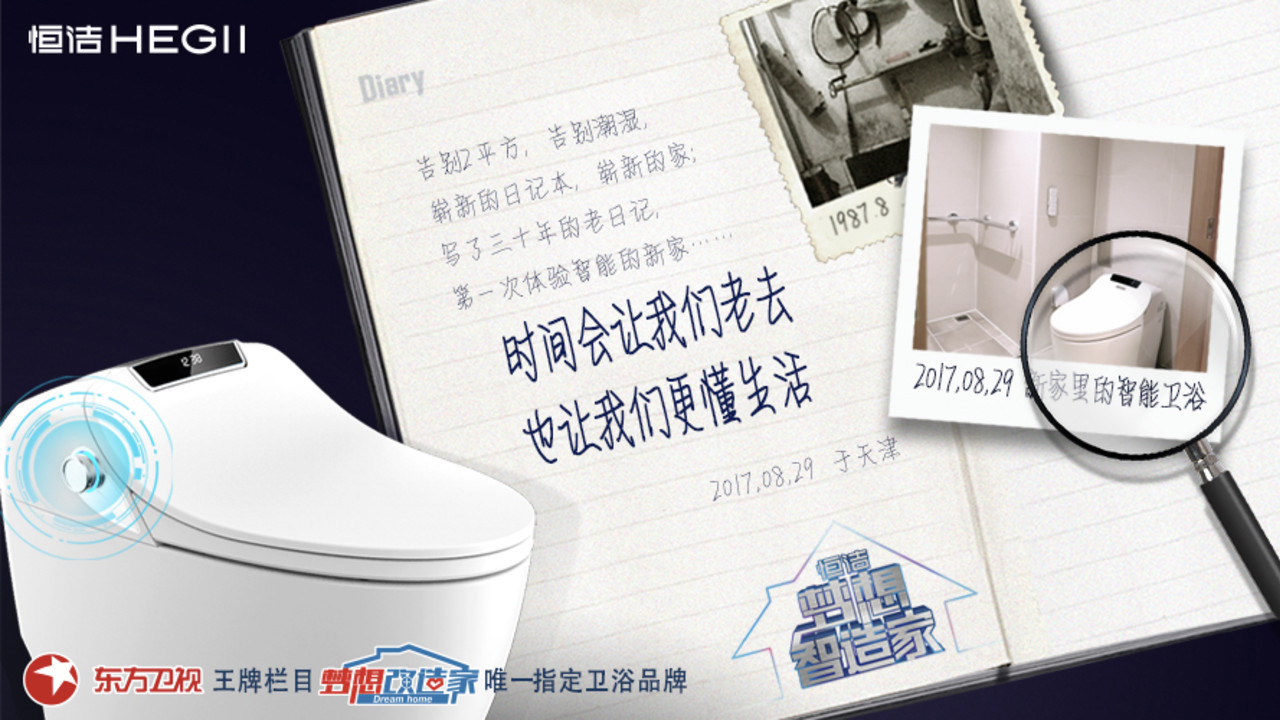 恒洁HEGII
Diary
告别2平方，告别潮湿，
崭新的日记本，崭新的家；
写了三十年的老日记，
第一次体验智能的新家……
时间会让我们老去
也让我们更懂生活
2017.08.29 于天津
1987.8
2017.08.29 新家里的智能卫浴
12:38
恒洁
梦想
智造家
东方卫视 王牌栏目 梦想改造家 唯一指定卫浴品牌
Dream home